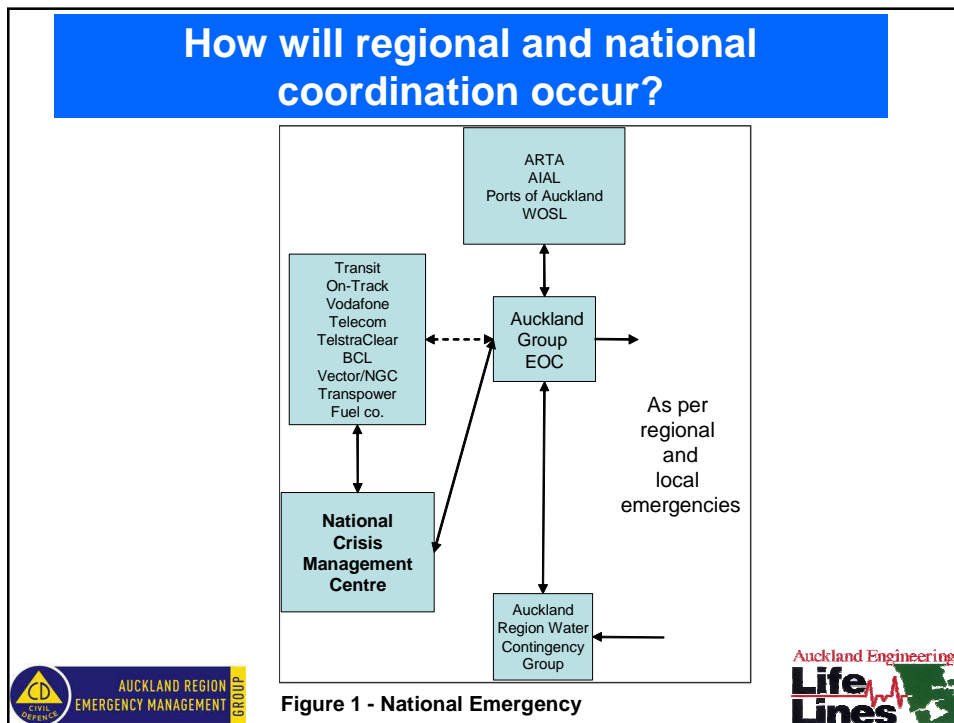 How will regional and national
coordination occur?
ARTA
AIAL
Ports of Auckland
WOSL
Transit
On-Track
Vodafone
Telecom
TelstraClear
BCL
Vector/NGC
Transpower
Fuel co.
Auckland
Group
EOC
As per
regional
and
local
emergencies
National
Crisis
Management
Centre
Auckland
Region Water
Contingency
Group
CD
CIVIL
DEFENCE
AUCKLAND REGION
EMERGENCY MANAGEMENT
GROUP
Figure 1 - National Emergency
Auckland Engineering
Life
Lines